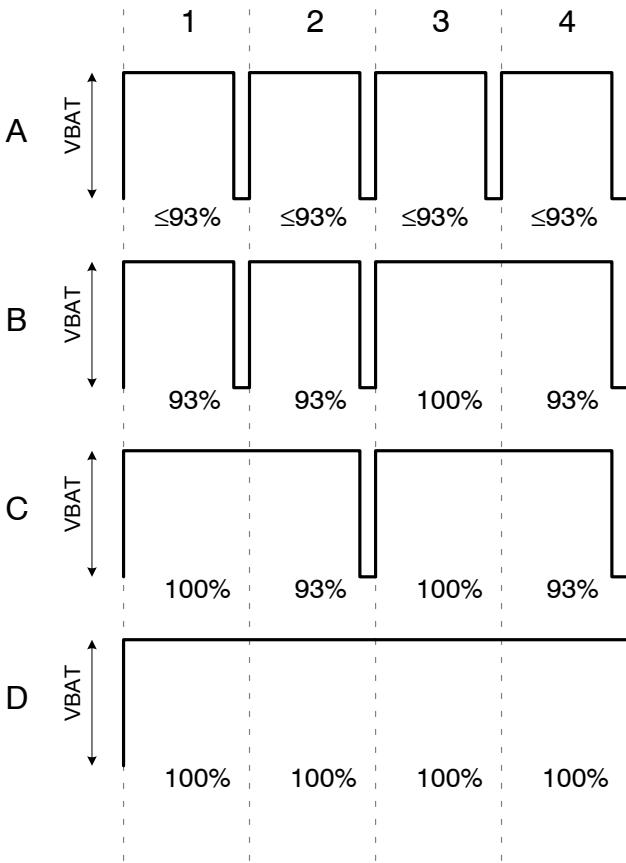 1 2 3 4
A VBAT
≤93% ≤93% ≤93% ≤93%
B VBAT
93% 93% 100% 93%
C VBAT
100% 93% 100% 93%
D VBAT
100% 100% 100% 100%